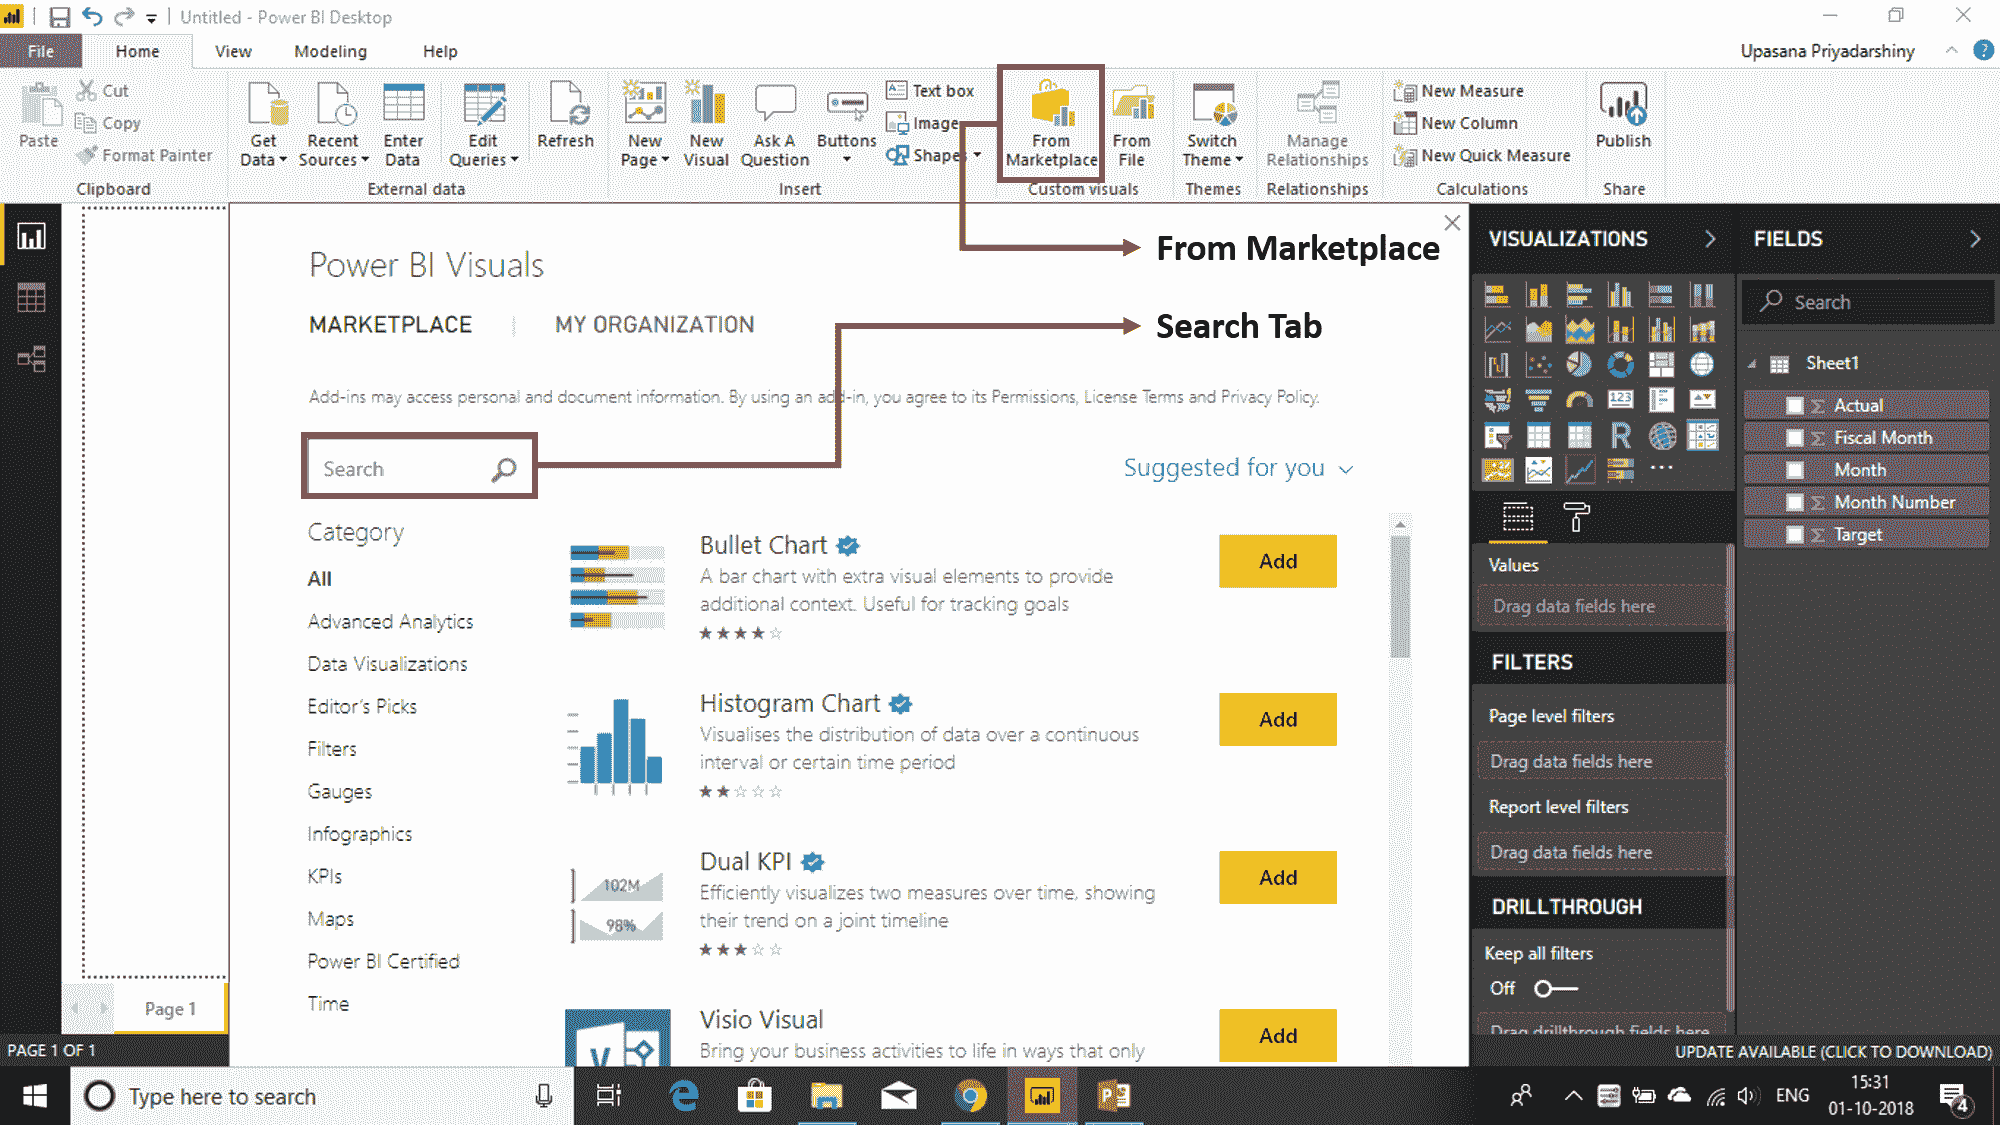 Untitled - Power BI Desktop
File Home View Modeling Help Upasana Priyadarshiny
Paste
Cut
Copy
Format Painter
Clipboard
Get Data
Recent Sources
Enter Data
Edit Queries
Refresh
External data
New Page
New Visual
Ask A Question
Buttons
Text box
Image
Shapes
Insert
From Marketplace
From File
Custom visuals
Switch Theme
Themes
Manage Relationships
Relationships
New Measure
New Column
New Quick Measure
Calculations
Publish
Share
From Marketplace
Search Tab
Power BI Visuals
MARKETPLACE | MY ORGANIZATION
Add-ins may access personal and document information. By using an add-in, you agree to its Permissions, License Terms and Privacy Policy.
Search
Suggested for you
Category
All
Advanced Analytics
Data Visualizations
Editor's Picks
Filters
Gauges
Infographics
KPIs
Maps
Power BI Certified
Time
Bullet Chart
A bar chart with extra visual elements to provide
additional context. Useful for tracking goals
Add
Histogram Chart
Visualises the distribution of data over a continuous
interval or certain time period
Add
102M
98%
Dual KPI
Efficiently visualizes two measures over time, showing
their trend on a joint timeline
Add
V
Visio Visual
Bring your business activities to life in ways that only
Add
VISUALIZATIONS
123
R
Values
Drag data fields here
FILTERS
Page level filters
Drag data fields here
Report level filters
Drag data fields here
DRILLTHROUGH
Keep all filters
Off
Drag drillthrough fields here
FIELDS
Search
Sheet1
Σ Actual
Σ Fiscal Month
Month
Σ Month Number
Σ Target
Page 1
PAGE 1 OF 1
UPDATE AVAILABLE (CLICK TO DOWNLOAD)
Type here to search
ENG
15:31
01-10-2018
4